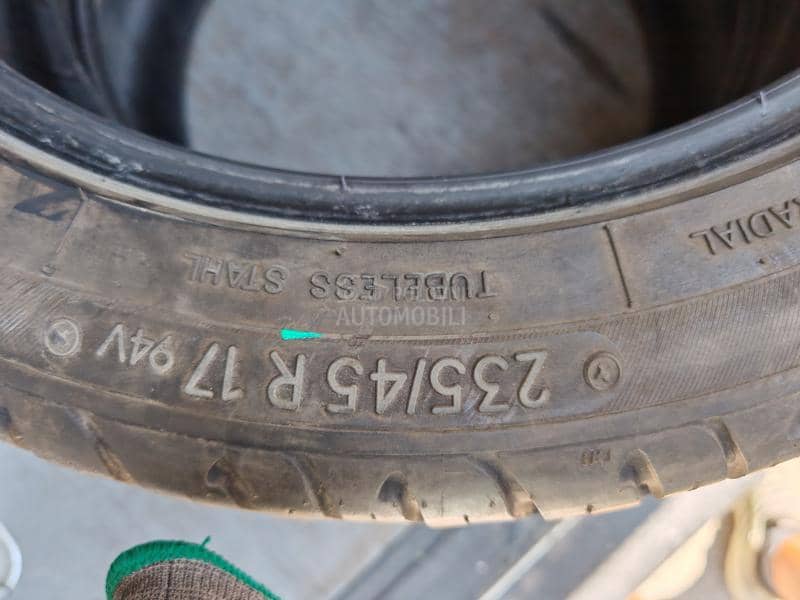 235/45 R 17 94V
TUBELESS STAHL
RADIAL
AUTOMOBILI